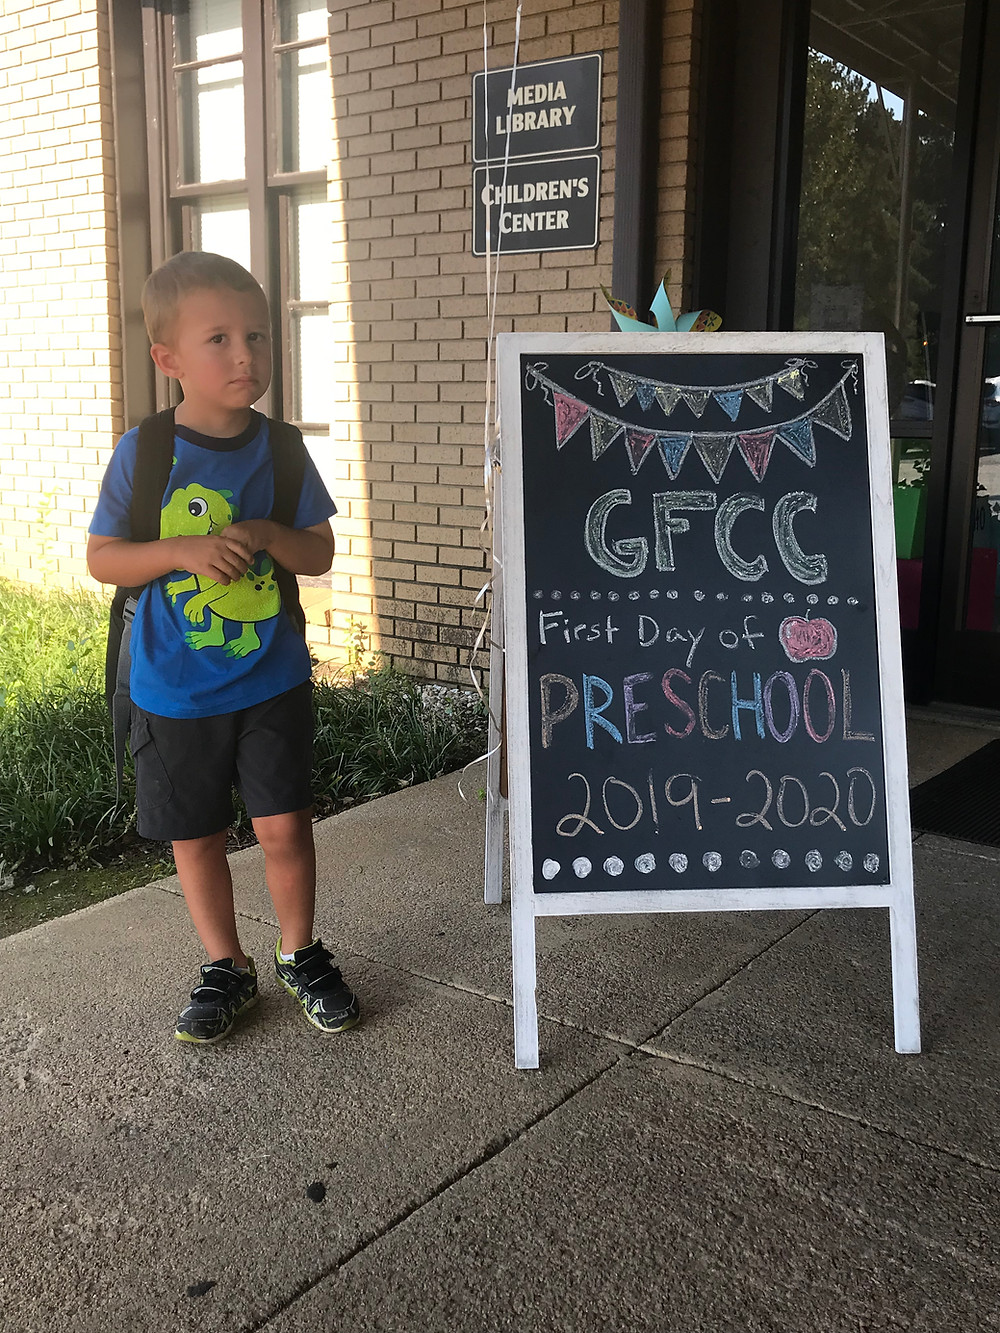 MEDIA
LIBRARY
CHILDREN'S
CENTER
GFCC
First Day of
PRESCHOOL
2019-2020